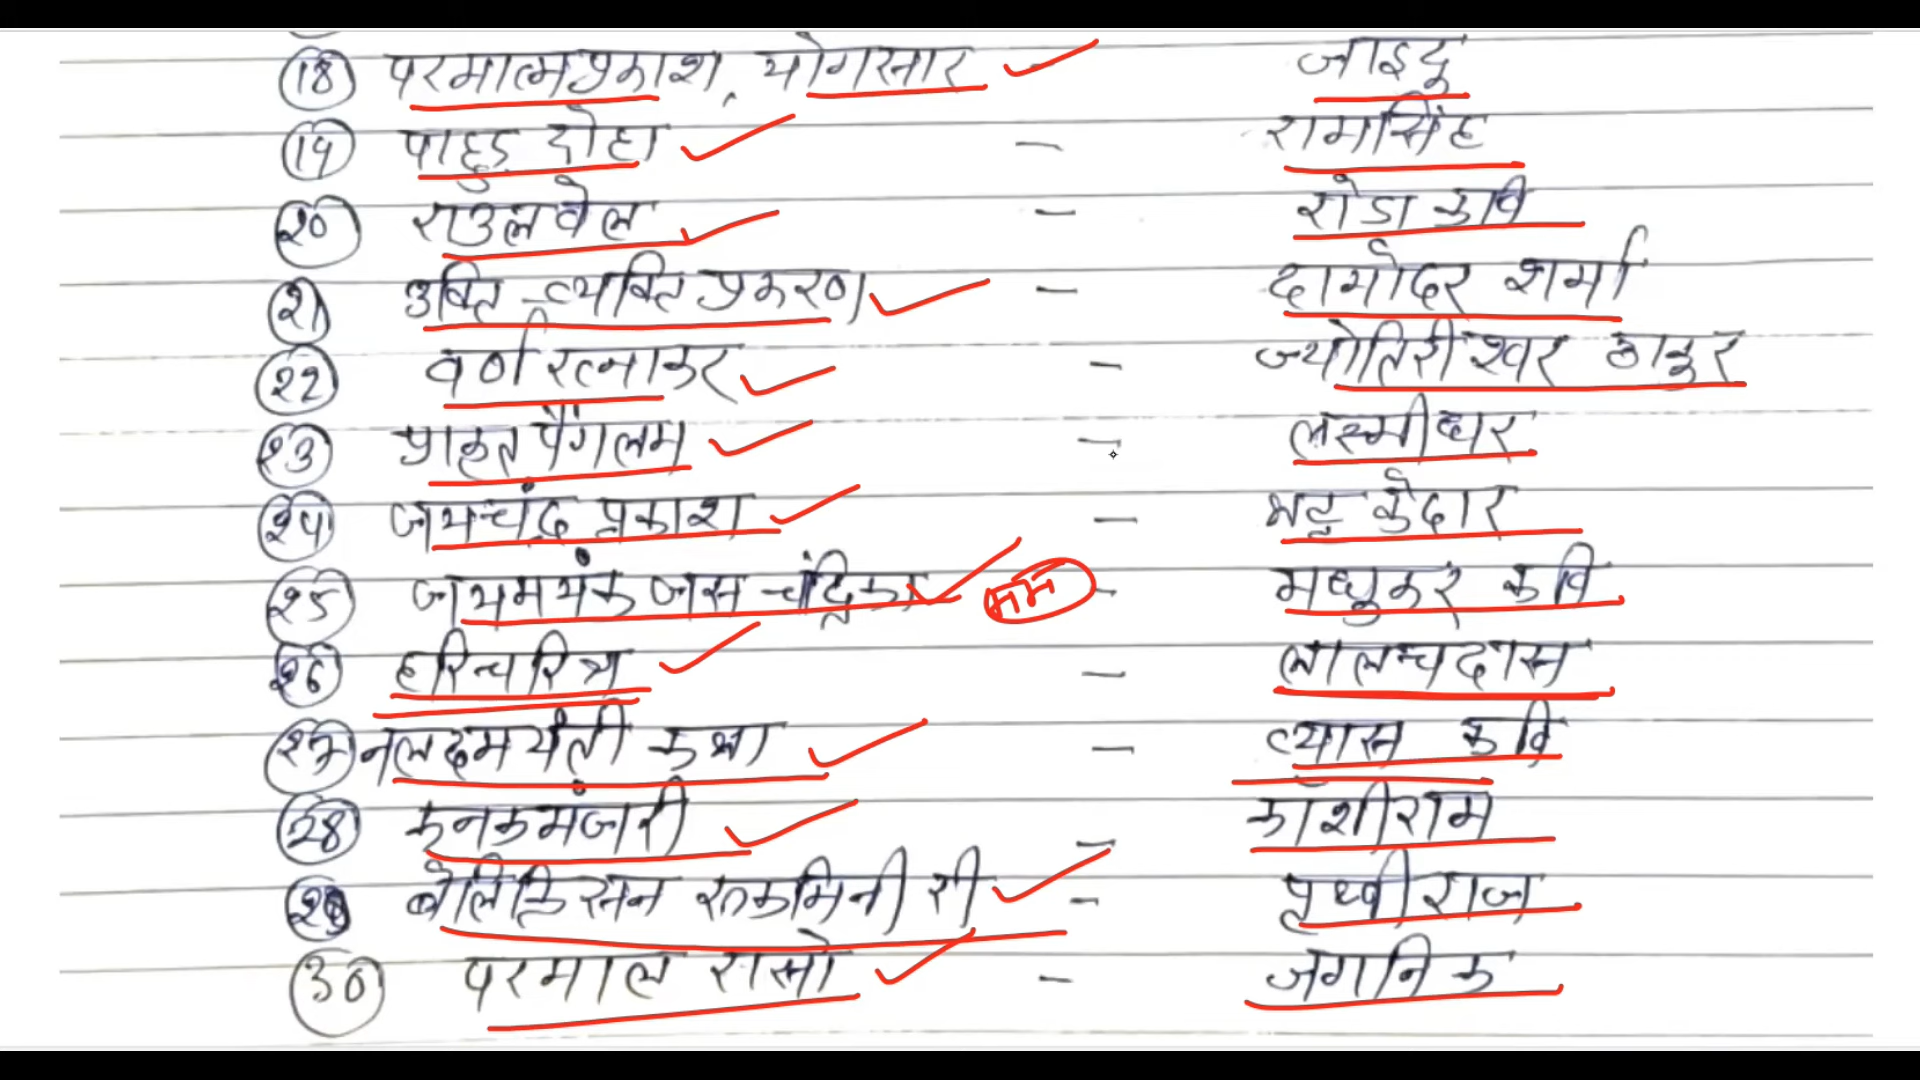 (18) परमात्मप्रकाश, योगसार - जोइंदु
(19) पाहुड़ दोहा - रामसिंह
(20) राउलवेल - रोडा कवि
(21) उक्ति-व्यक्ति प्रकरण - दामोदर शर्मा
(22) वर्ण रत्नाकर - ज्योतिरीश्वर ठाकुर
(23) प्राकृत पैंगलम - लक्ष्मीधर
(24) जयचंद प्रकाश - भट्ट केदार
(25) जयमयंक जस चंद्रिका मम - मधुकर कवि
(26) हरिचरित्र - लालचदास
(27) नलदमयंती कथा - व्यास कवि
(28) कनकमंजरी - काशीराम
(29) बेलिक्रिसन रुकमिनी री - पृथ्वीराज
(30) परमाल रासो - जगनिक